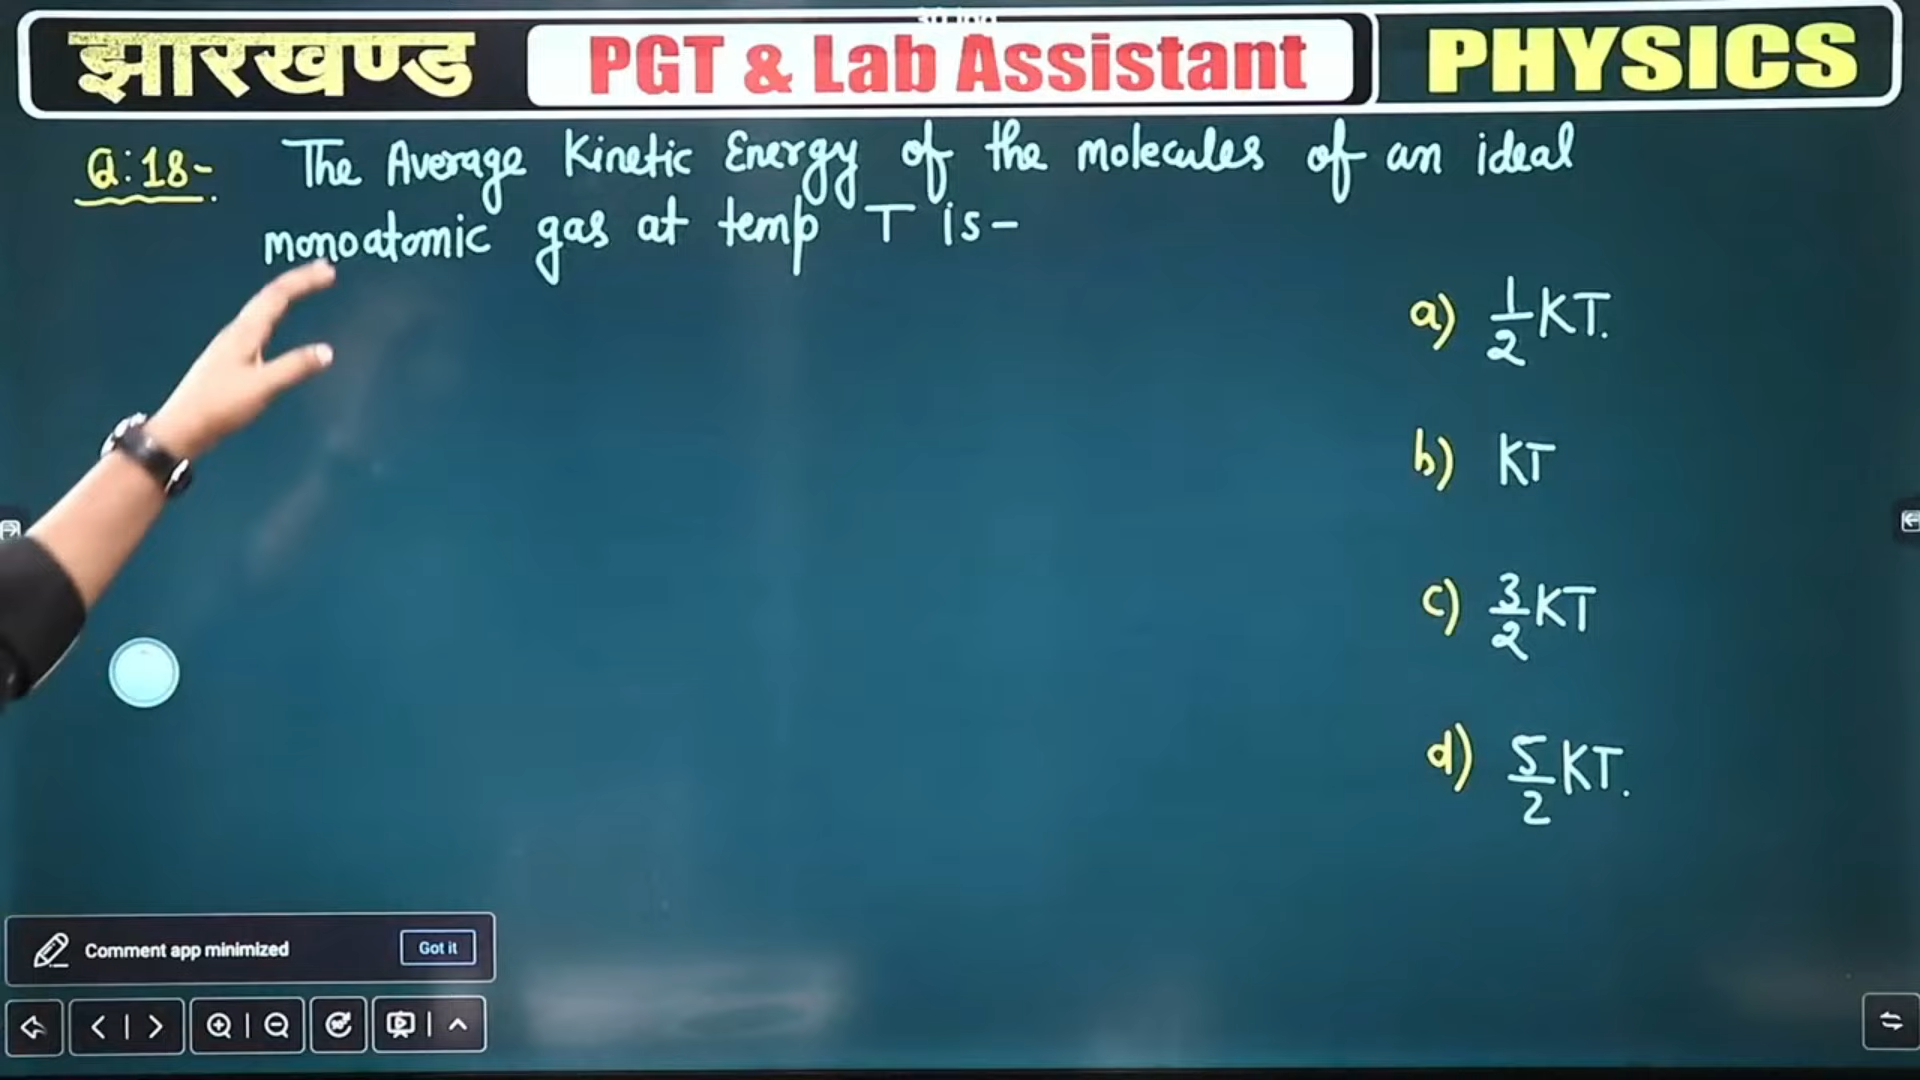 झारखण्ड PGT & Lab Assistant PHYSICS
Q:18- The Average Kinetic Energy of the molecules of an ideal
monoatomic gas at temp T is-
a) 1/2 KT.
b) KT
c) 3/2 KT
d) 5/2 KT.
Comment app minimized Got it